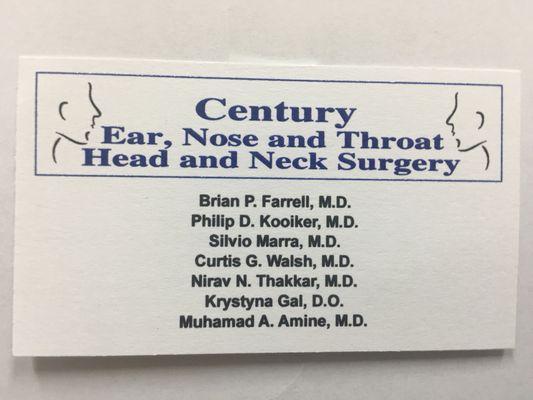 Century
Ear, Nose and Throat
Head and Neck Surgery
Brian P. Farrell, M.D.
Philip D. Kooiker, M.D.
Silvio Marra, M.D.
Curtis G. Walsh, M.D.
Nirav N. Thakkar, M.D.
Krystyna Gal, D.O.
Muhamad A. Amine, M.D.